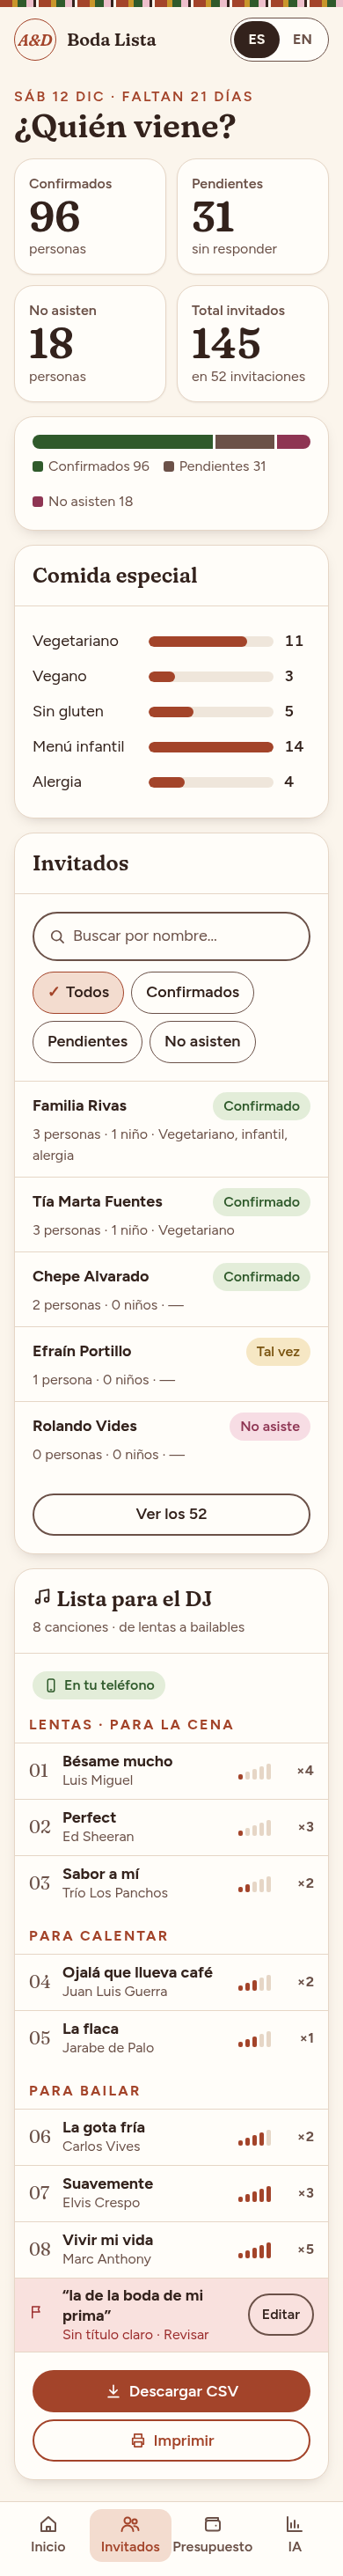 A&D Boda Lista ES EN
SÁB 12 DIC · FALTAN 21 DÍAS
¿Quién viene?
Confirmados
96
personas
Pendientes
31
sin responder
No asisten
18
personas
Total invitados
145
en 52 invitaciones
Confirmados 96 Pendientes 31
No asisten 18
Comida especial
Vegetariano 11
Vegano 3
Sin gluten 5
Menú infantil 14
Alergia 4
Invitados
Buscar por nombre...
✓ Todos Confirmados
Pendientes No asisten
Familia Rivas Confirmado
3 personas · 1 niño · Vegetariano, infantil,
alergia
Tía Marta Fuentes Confirmado
3 personas · 1 niño · Vegetariano
Chepe Alvarado Confirmado
2 personas · 0 niños · —
Efraín Portillo Tal vez
1 persona · 0 niños · —
Rolando Vides No asiste
0 personas · 0 niños · —
Ver los 52
Lista para el DJ
8 canciones · de lentas a bailables
En tu teléfono
LENTAS · PARA LA CENA
01 Bésame mucho ×4
Luis Miguel
02 Perfect ×3
Ed Sheeran
03 Sabor a mí ×2
Trío Los Panchos
PARA CALENTAR
04 Ojalá que llueva café ×2
Juan Luis Guerra
05 La flaca ×1
Jarabe de Palo
PARA BAILAR
06 La gota fría ×2
Carlos Vives
07 Suavemente ×3
Elvis Crespo
08 Vivir mi vida ×5
Marc Anthony
“la de la boda de mi
prima”
Sin título claro · Revisar
Editar
Descargar CSV
Imprimir
Inicio Invitados Presupuesto IA